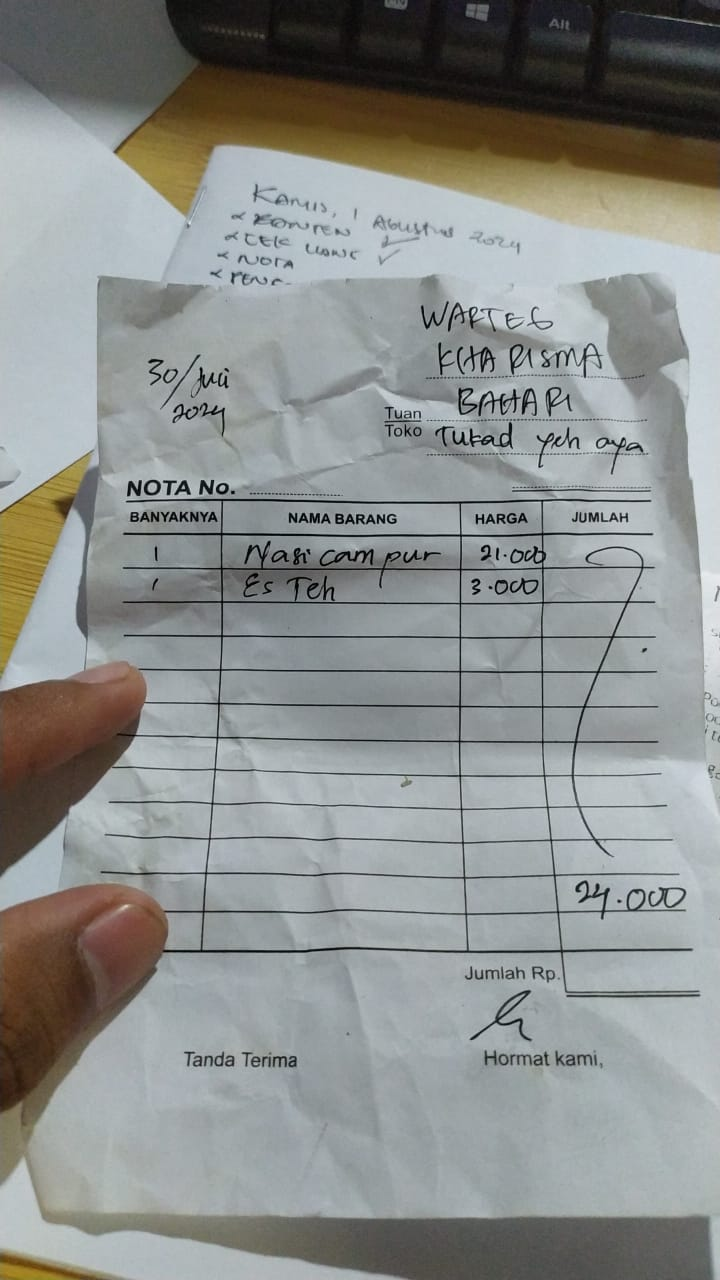 Alt
KAMIS, 1 AGUSTUS 2024
KONTEN
CEK UANG
NOTA
30/Juli
2024
WARTEG
KHARISMA
BAHARI
Tuan
Toko
Tukad yeh aya
NOTA No.
BANYAKNYA NAMA BARANG HARGA JUMLAH
1 Nasi campur 21.000
1 Es Teh 3.000
24.000
Jumlah Rp.
Tanda Terima Hormat kami,